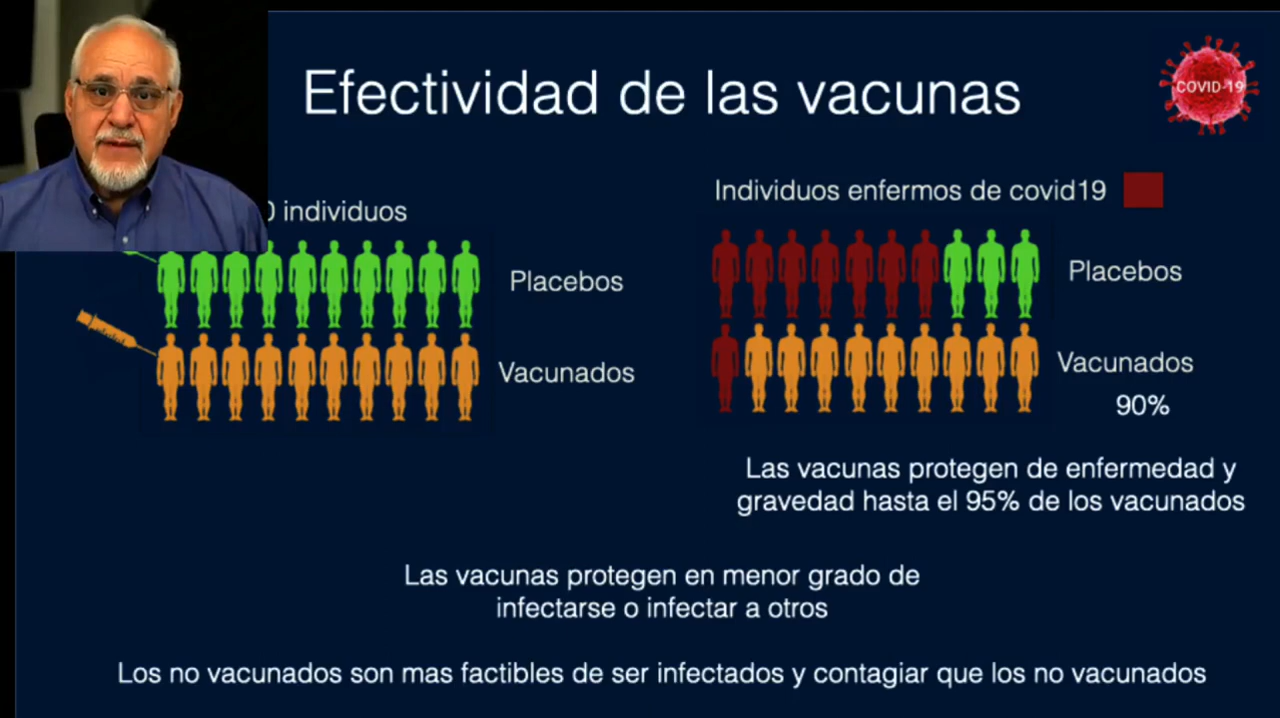 Efectividad de las vacunas
COVID-19
individuos
Individuos enfermos de covid19
Placebos
Placebos
Vacunados
Vacunados
90%
Las vacunas protegen de enfermedad y
gravedad hasta el 95% de los vacunados
Las vacunas protegen en menor grado de
infectarse o infectar a otros
Los no vacunados son mas factibles de ser infectados y contagiar que los no vacunados